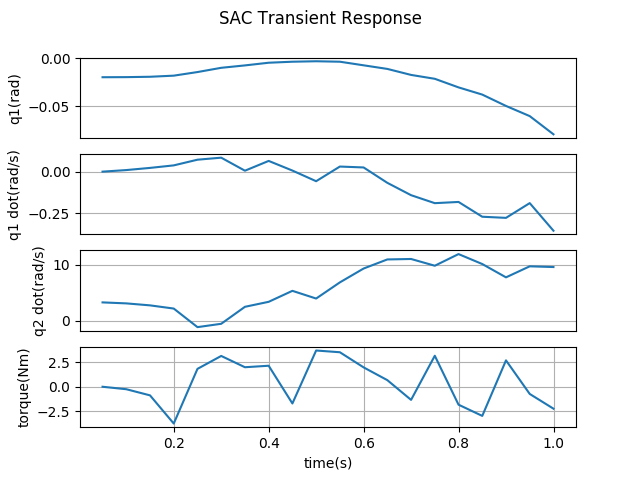 SAC Transient Response
0.00
−0.05
q1(rad)
0.00
−0.25
q1 dot(rad/s)
10
0
q2 dot(rad/s)
2.5
0.0
−2.5
torque(Nm)
0.2 0.4 0.6 0.8 1.0
time(s)